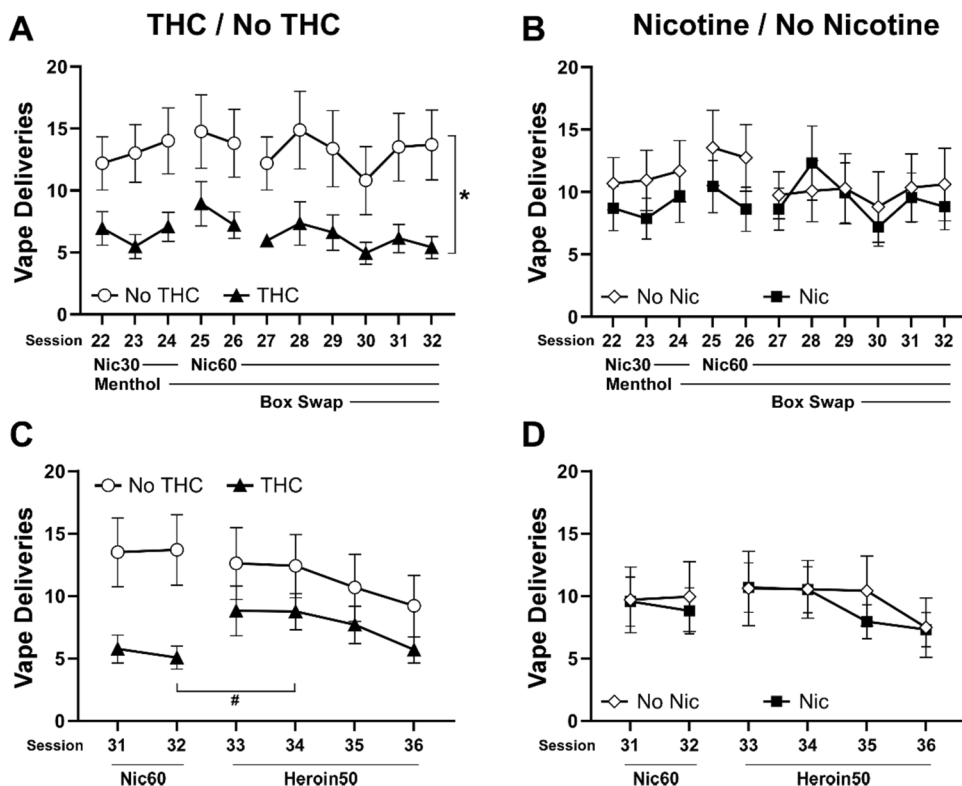 A
THC / No THC
Vape Deliveries
20
15
10
5
0
*
No THC
THC
Session 22 23 24 25 26 27 28 29 30 31 32
Nic30 Nic60
Menthol
Box Swap
B
Nicotine / No Nicotine
Vape Deliveries
20
15
10
5
0
No Nic
Nic
Session 22 23 24 25 26 27 28 29 30 31 32
Nic30 Nic60
Menthol
Box Swap
C
Vape Deliveries
20
15
10
5
0
No THC
THC
#
Session 31 32 33 34 35 36
Nic60 Heroin50
D
Vape Deliveries
20
15
10
5
0
No Nic
Nic
Session 31 32 33 34 35 36
Nic60 Heroin50